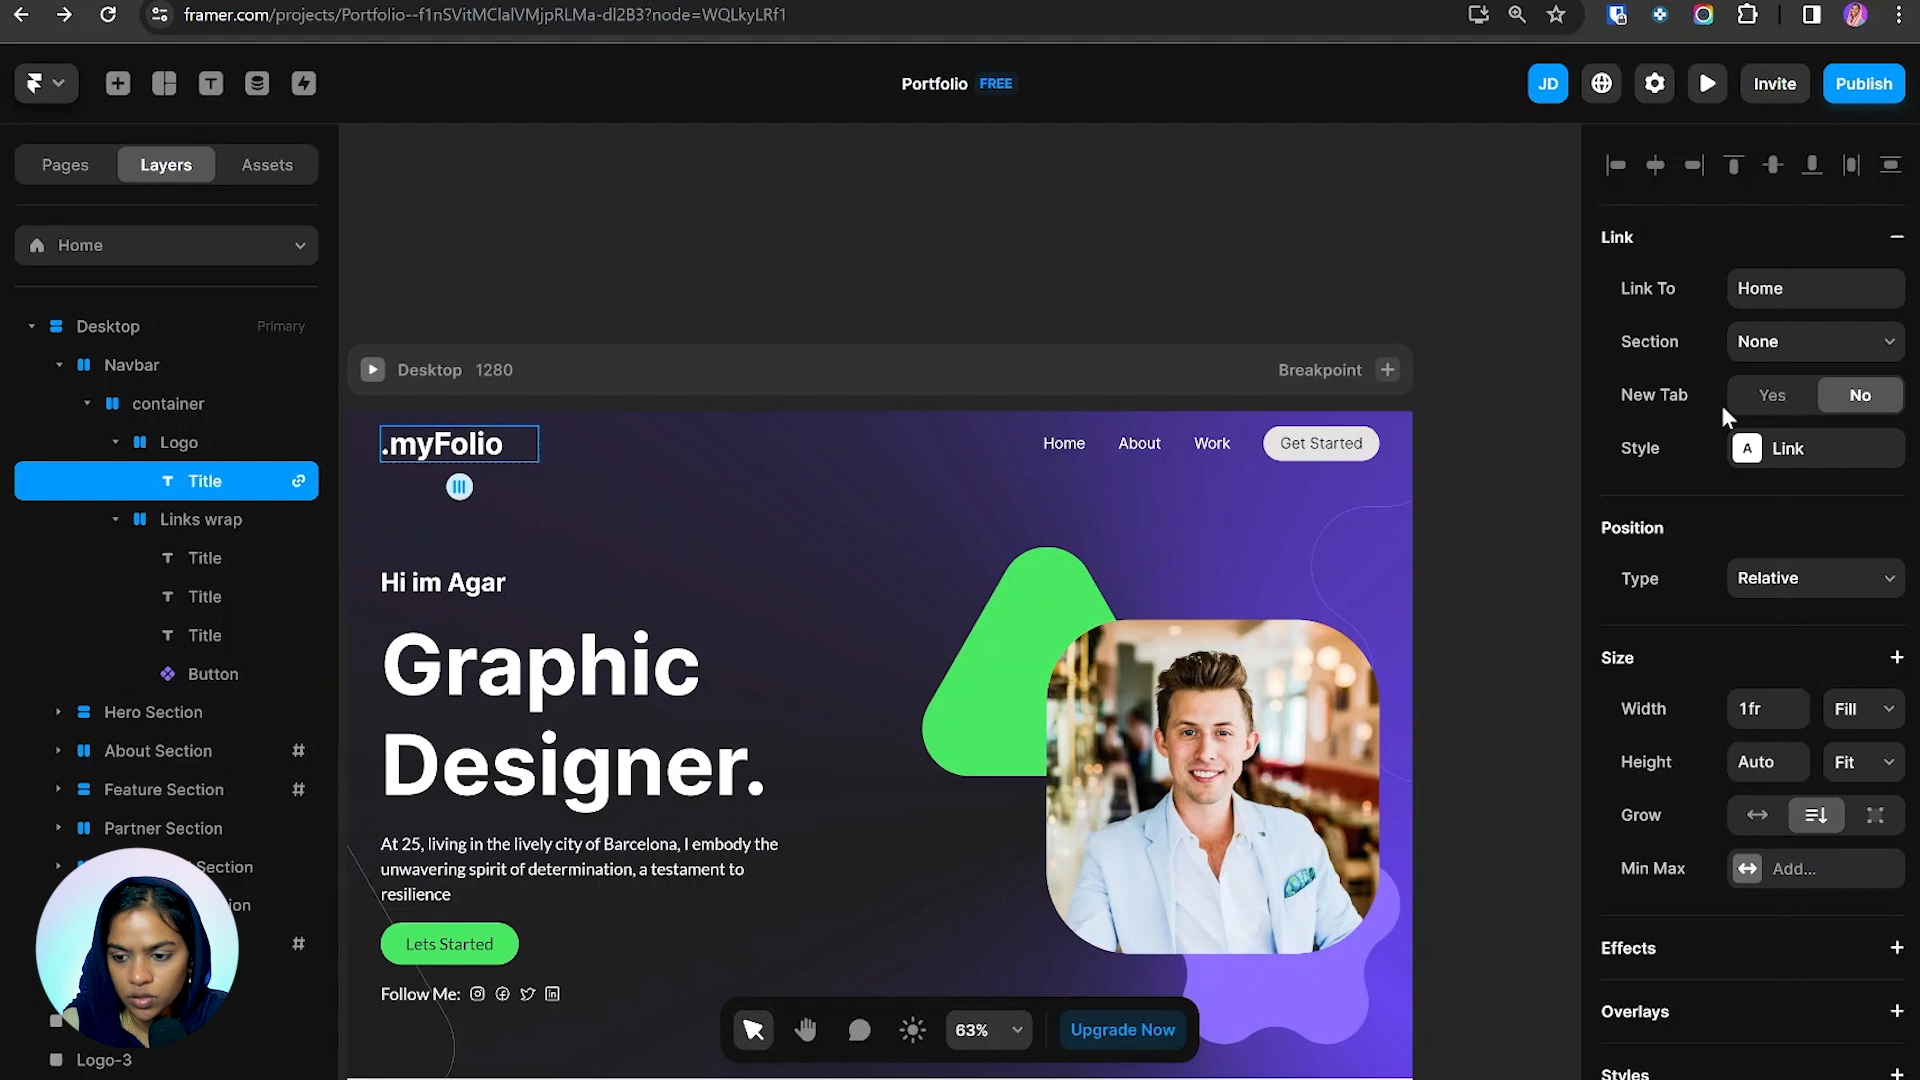 framer.com/projects/Portfolio--f1nSVitMClalVMjpRLMa-dl2B3?node=WQLkyLRf1
Portfolio FREE
JD
Invite
Publish
Pages
Layers
Assets
Home
Desktop
Primary
Navbar
container
Logo
Title
Links wrap
Title
Title
Title
Button
Hero Section
About Section
#
Feature Section
#
Partner Section
Section
#
Logo-3
Desktop 1280
Breakpoint
.myFolio
Home
About
Work
Get Started
Hi im Agar
Graphic
Designer.
At 25, living in the lively city of Barcelona, I embody the
unwavering spirit of determination, a testament to
resilience
Lets Started
Follow Me:
63%
Upgrade Now
Link
Link To
Home
Section
None
New Tab
Yes
No
Style
A
Link
Position
Type
Relative
Size
Width
1fr
Fill
Height
Auto
Fit
Grow
Min Max
Add...
Effects
Overlays
Styles